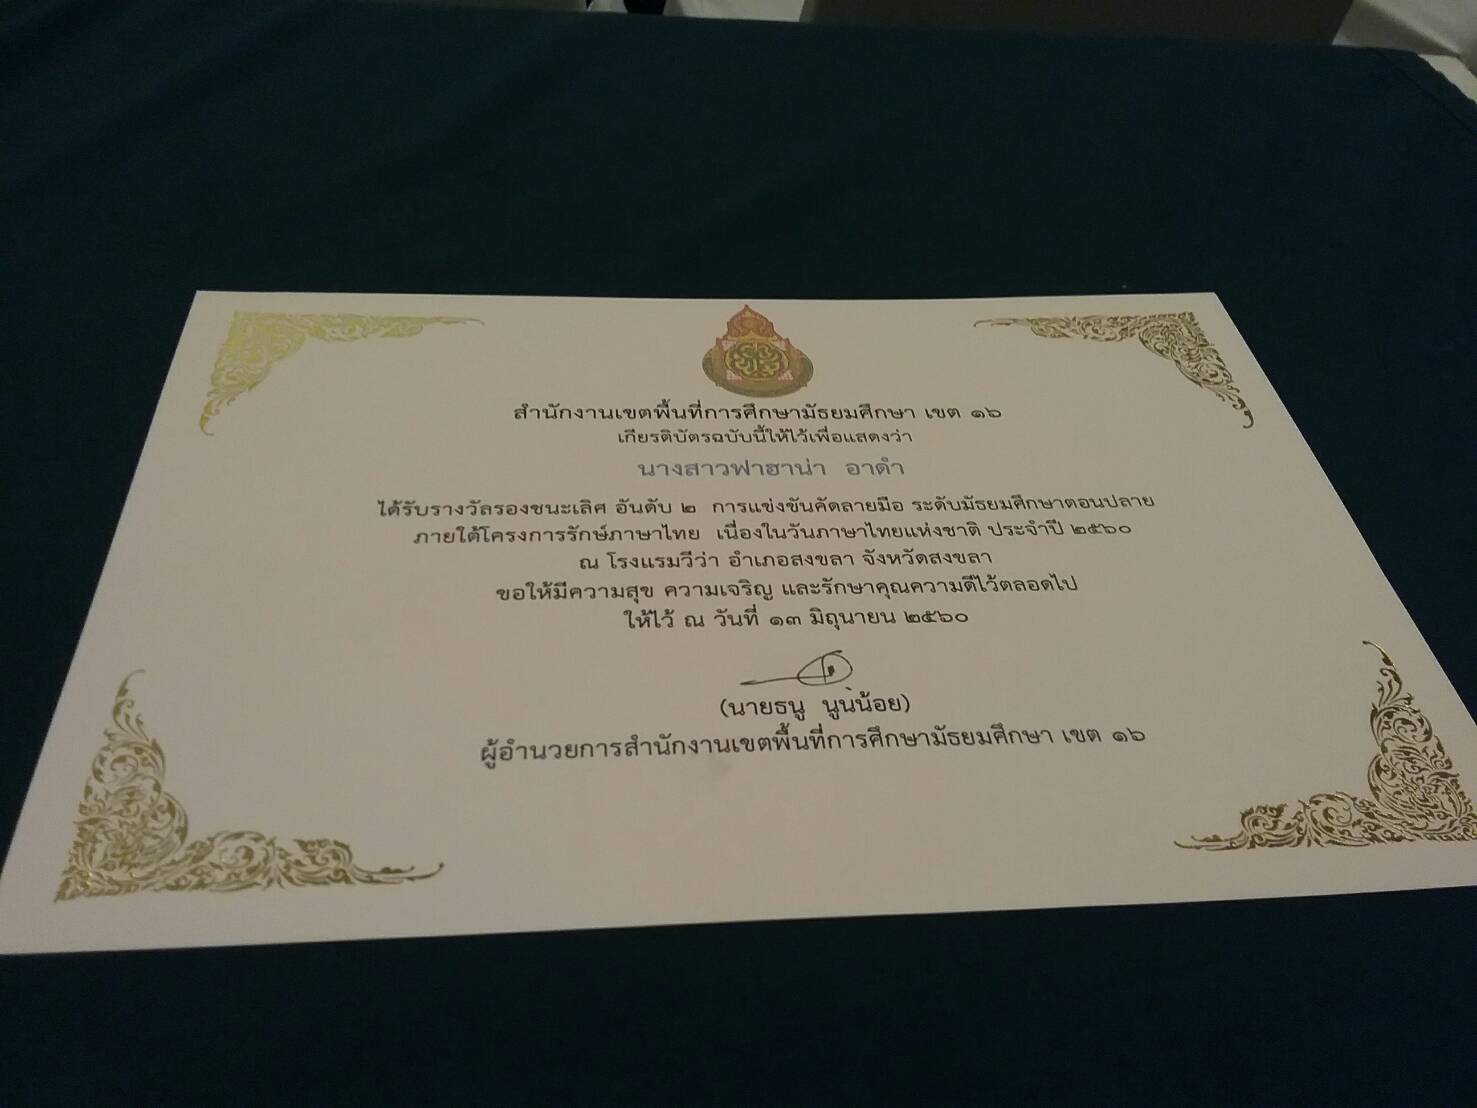 สำนักงานเขตพื้นที่การศึกษามัธยมศึกษา เขต ๑๖
เกียรติบัตรฉบับนี้ให้ไว้เพื่อแสดงว่า
นางสาวฟาฮาน่า อาดำ
ได้รับรางวัลรองชนะเลิศ อันดับ ๒ การแข่งขันคัดลายมือ ระดับมัธยมศึกษาตอนปลาย
ภายใต้โครงการรักษ์ภาษาไทย เนื่องในวันภาษาไทยแห่งชาติ ประจำปี ๒๕๖๐
ณ โรงแรมวีว่า อำเภอสงขลา จังหวัดสงขลา
ขอให้มีความสุข ความเจริญ และรักษาคุณความดีไว้ตลอดไป
ให้ไว้ ณ วันที่ ๑๓ มิถุนายน ๒๕๖๐
(นายธนู นูนน้อย)
ผู้อำนวยการสำนักงานเขตพื้นที่การศึกษามัธยมศึกษา เขต ๑๖